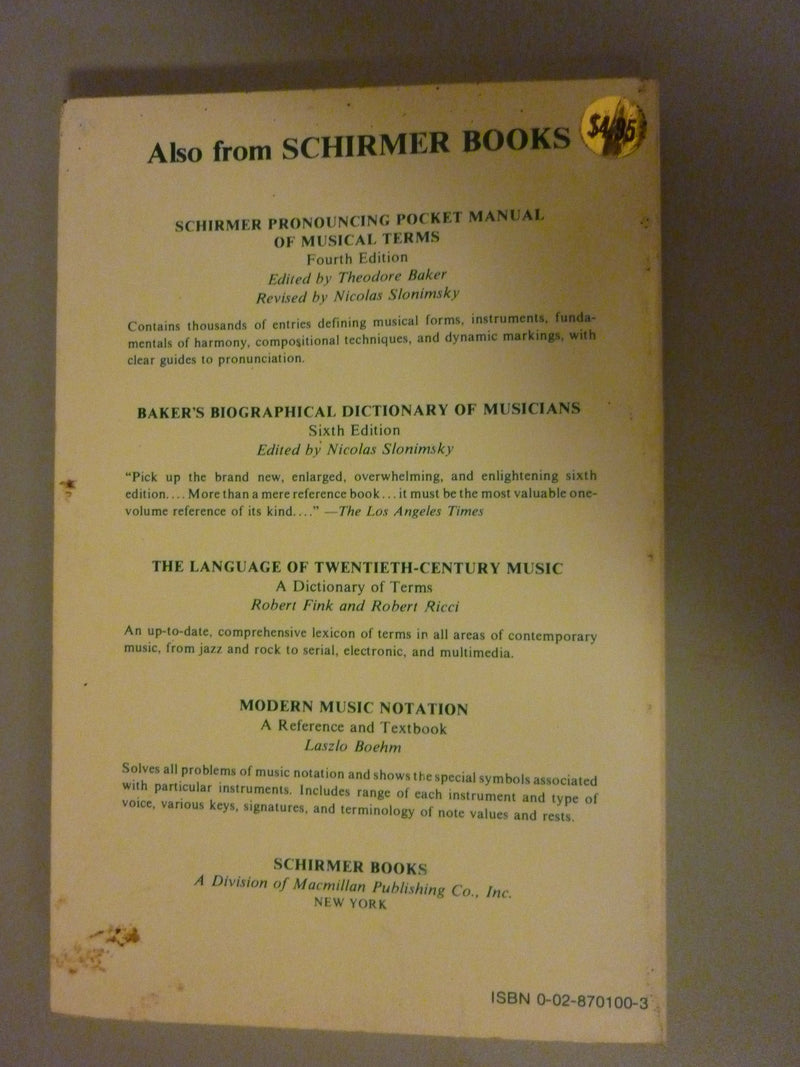 Also from SCHIRMER BOOKS
SCHIRMER PRONOUNCING POCKET MANUAL
OF MUSICAL TERMS
Fourth Edition
Edited by Theodore Baker
Revised by Nicolas Slonimsky
Contains thousands of entries defining musical forms, instruments, funda-
mentals of harmony, compositional techniques, and dynamic markings, with
clear guides to pronunciation.
BAKER'S BIOGRAPHICAL DICTIONARY OF MUSICIANS
Sixth Edition
Edited by Nicolas Slonimsky
"Pick up the brand new, enlarged, overwhelming, and enlightening sixth
edition.... More than a mere reference book... it must be the most valuable one-
volume reference of its kind...." —The Los Angeles Times
THE LANGUAGE OF TWENTIETH-CENTURY MUSIC
A Dictionary of Terms
Robert Fink and Robert Ricci
An up-to-date, comprehensive lexicon of terms in all areas of contemporary
music, from jazz and rock to serial, electronic, and multimedia.
MODERN MUSIC NOTATION
A Reference and Textbook
Laszlo Boehm
Solves all problems of music notation and shows the special symbols associated
with particular instruments. Includes range of each instrument and type of
voice, various keys, signatures, and terminology of note values and rests.
SCHIRMER BOOKS
A Division of Macmillan Publishing Co., Inc.
NEW YORK
ISBN 0-02-870100-3